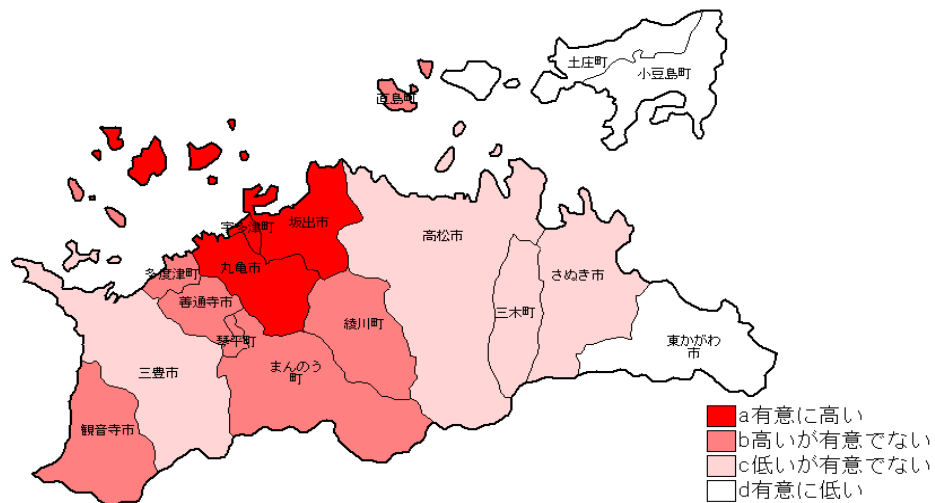 土庄町
小豆島町
直島町
宇多津町
坂出市
高松市
丸亀市
多度津町
さぬき市
善通寺市
三木町
綾川町
琴平町
東かがわ
市
まんのう
町
三豊市
観音寺市
a有意に高い
b高いが有意でない
c低いが有意でない
d有意に低い